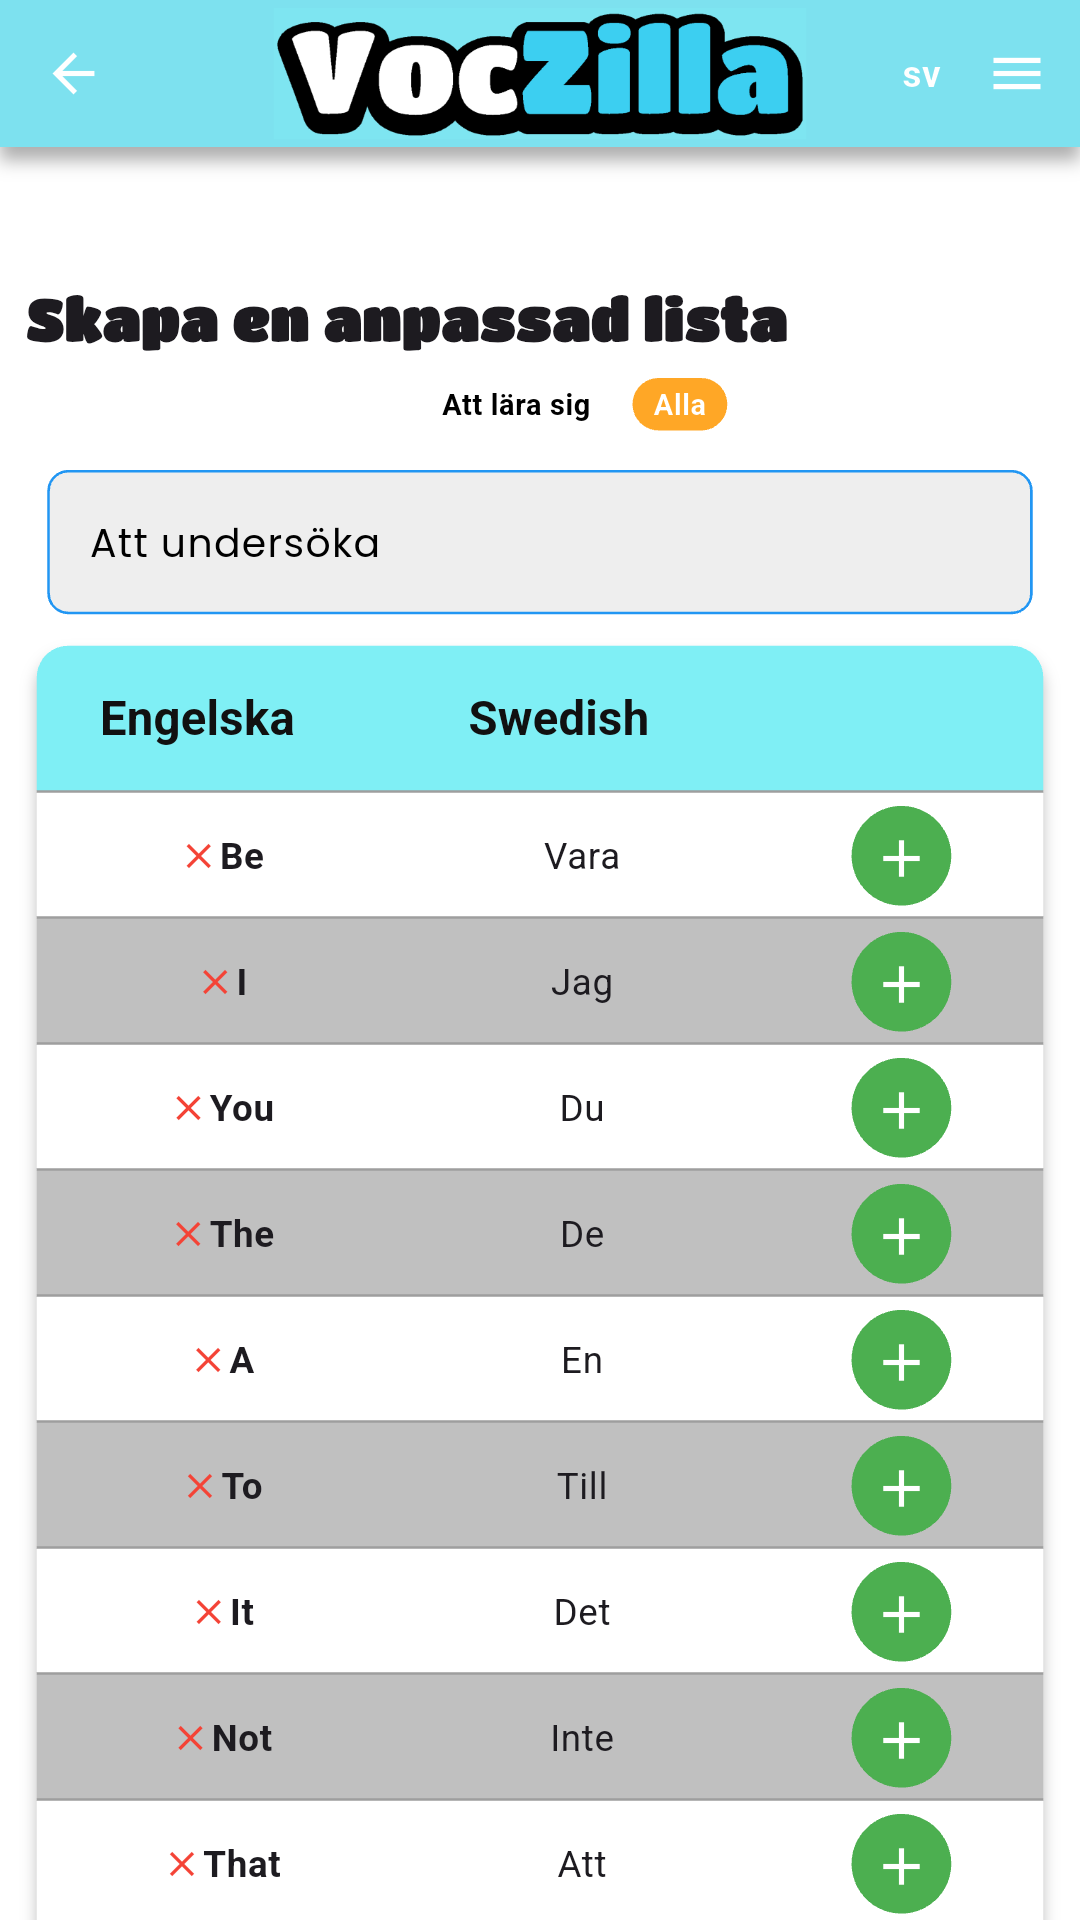 VocZilla
sv
Skapa en anpassad lista
Att lära sig Alla
Att undersöka
Engelska Swedish
Be Vara
I Jag
You Du
The De
A En
To Till
It Det
Not Inte
That Att